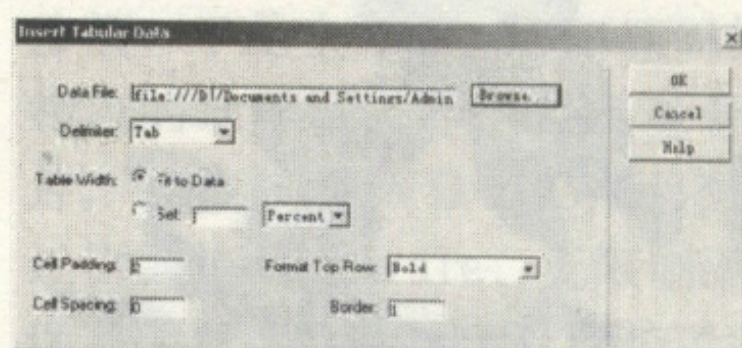 Insert Tabular Data
Data File: file:///D|/Documents and Settings/Admin Browse... OK
Delimiter: Tab Cancel
Help
Table Width: Fit to Data
Set: Percent
Cell Padding: Format Top Row: Bold
Cell Spacing: 0 Border: